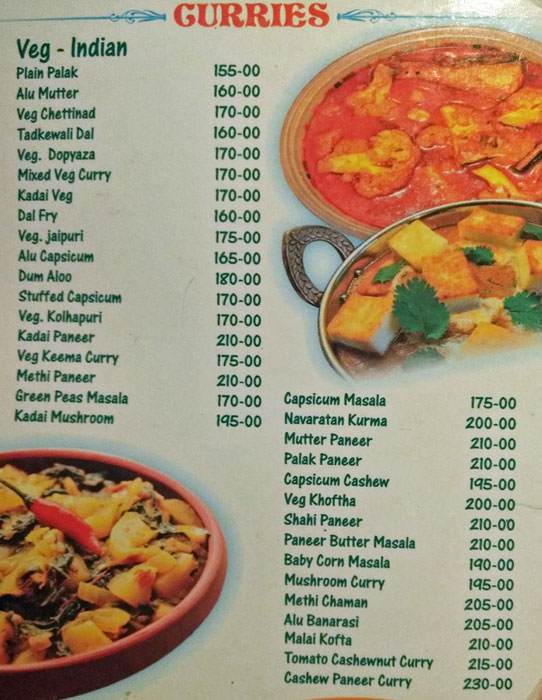 CURRIES
Veg - Indian
Plain Palak 155-00
Alu Mutter 160-00
Veg Chettinad 170-00
Tadkewali Dal 160-00
Veg. Dopyaza 170-00
Mixed Veg Curry 170-00
Kadai Veg 170-00
Dal Fry 160-00
Veg. jaipuri 175-00
Alu Capsicum 165-00
Dum Aloo 180-00
Stuffed Capsicum 170-00
Veg. Kolhapuri 170-00
Kadai Paneer 210-00
Veg Keema Curry 175-00
Methi Paneer 210-00
Green Peas Masala 170-00
Kadai Mushroom 195-00
Capsicum Masala 175-00
Navaratan Kurma 200-00
Mutter Paneer 210-00
Palak Paneer 210-00
Capsicum Cashew 195-00
Veg Khoftha 200-00
Shahi Paneer 210-00
Paneer Butter Masala 210-00
Baby Corn Masala 190-00
Mushroom Curry 195-00
Methi Chaman 205-00
Alu Banarasi 205-00
Malai Kofta 210-00
Tomato Cashewnut Curry 215-00
Cashew Paneer Curry 230-00